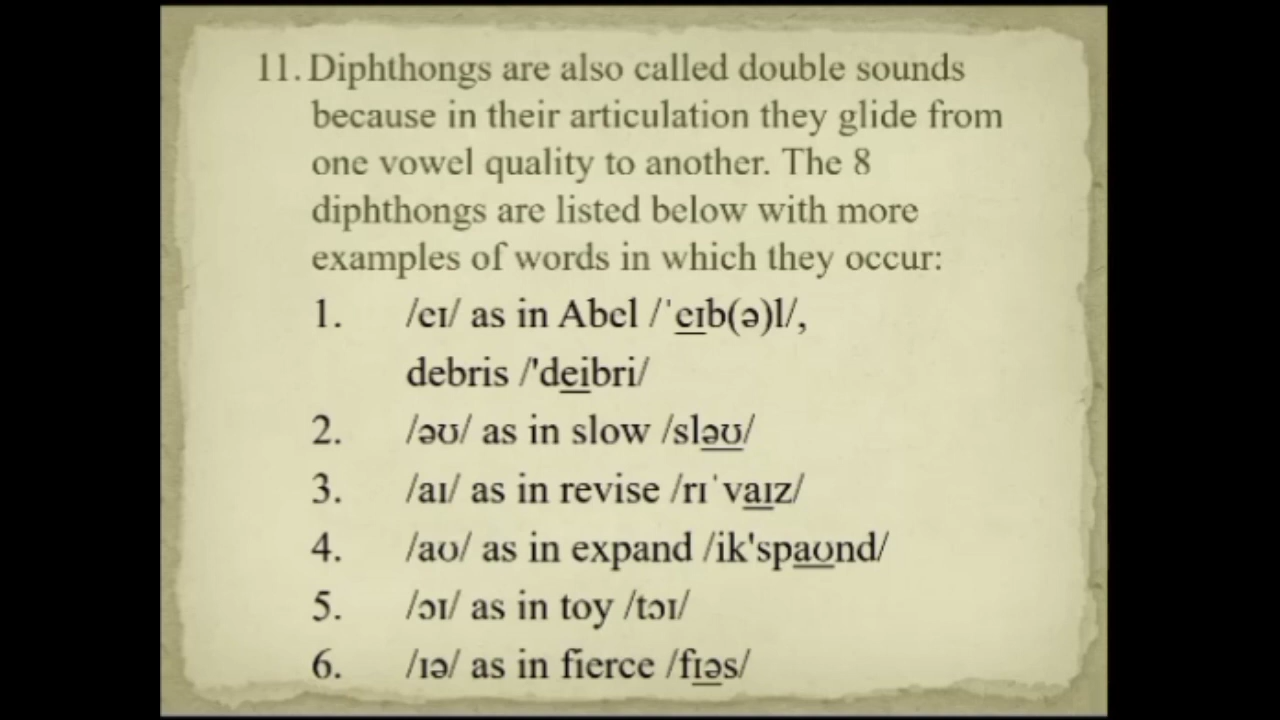 11. Diphthongs are also called double sounds
because in their articulation they glide from
one vowel quality to another. The 8
diphthongs are listed below with more
examples of words in which they occur:
1. /eɪ/ as in Abel /ˈeɪb(ə)l/,
debris /'deibri/
2. /əʊ/ as in slow /sləʊ/
3. /aɪ/ as in revise /rɪˈvaɪz/
4. /aʊ/ as in expand /ik'spaʊnd/
5. /ɔɪ/ as in toy /tɔɪ/
6. /ɪə/ as in fierce /fɪəs/